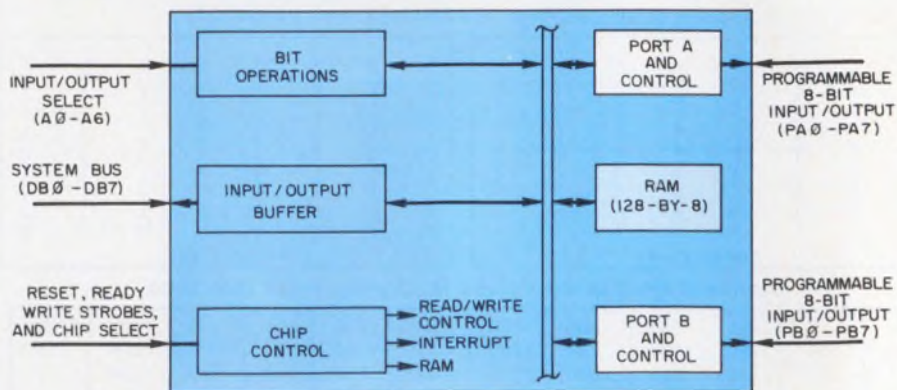 BIT
OPERATIONS
PORT A
AND
CONTROL
INPUT/OUTPUT
SELECT
(AØ-A6)
PROGRAMMABLE
8-BIT
INPUT/OUTPUT
(PAØ-PA7)
SYSTEM BUS
(DBØ-DB7)
INPUT/OUTPUT
BUFFER
RAM
(128-BY-8)
RESET, READY
WRITE STROBES,
AND CHIP SELECT
CHIP
CONTROL
READ/WRITE
CONTROL
INTERRUPT
RAM
PORT B
AND
CONTROL
PROGRAMMABLE
8-BIT
INPUT/OUTPUT
(PBØ-PB7)